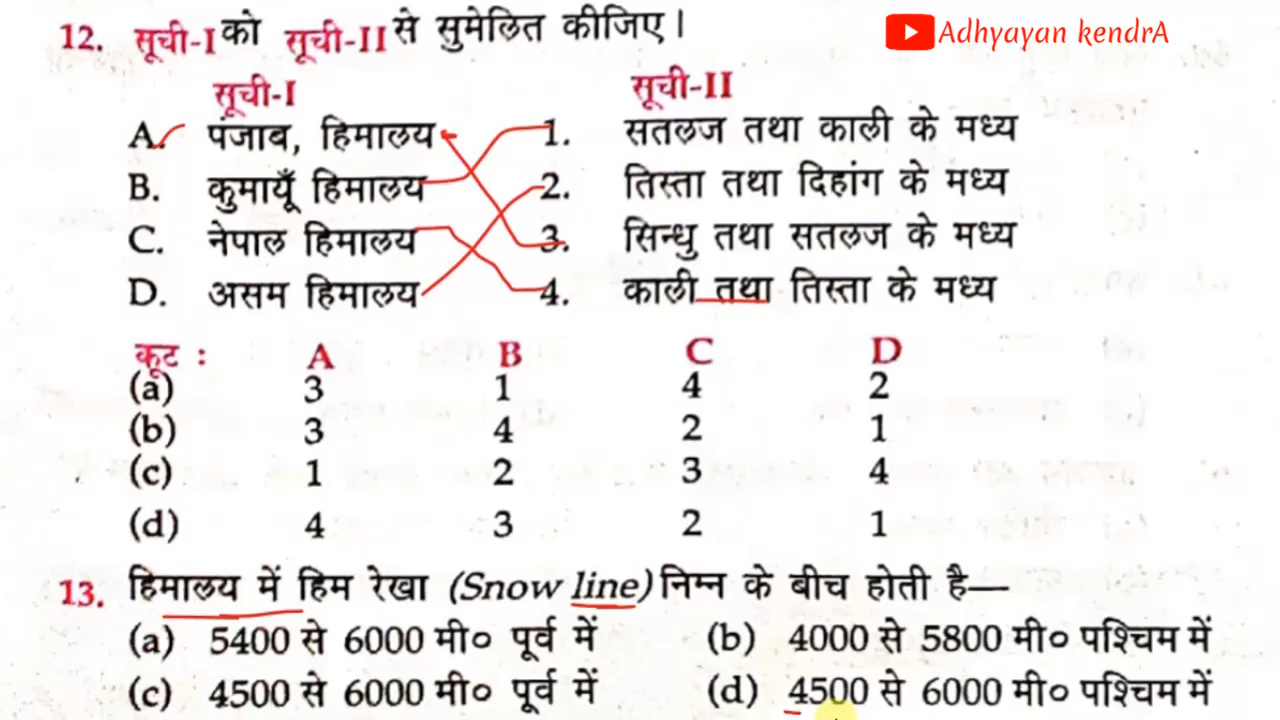 Adhyayan kendrA
12. सूची-I को सूची-II से सुमेलित कीजिए।
सूची-I सूची-II
A. पंजाब, हिमालय 1. सतलज तथा काली के मध्य
B. कुमायूँ हिमालय 2. तिस्ता तथा दिहांग के मध्य
C. नेपाल हिमालय 3. सिन्धु तथा सतलज के मध्य
D. असम हिमालय 4. काली तथा तिस्ता के मध्य
कूट : A B C D
(a) 3 1 4 2
(b) 3 4 2 1
(c) 1 2 3 4
(d) 4 3 2 1
13. हिमालय में हिम रेखा (Snow line) निम्न के बीच होती है—
(a) 5400 से 6000 मी० पूर्व में (b) 4000 से 5800 मी० पश्चिम में
(c) 4500 से 6000 मी० पूर्व में (d) 4500 से 6000 मी० पश्चिम में